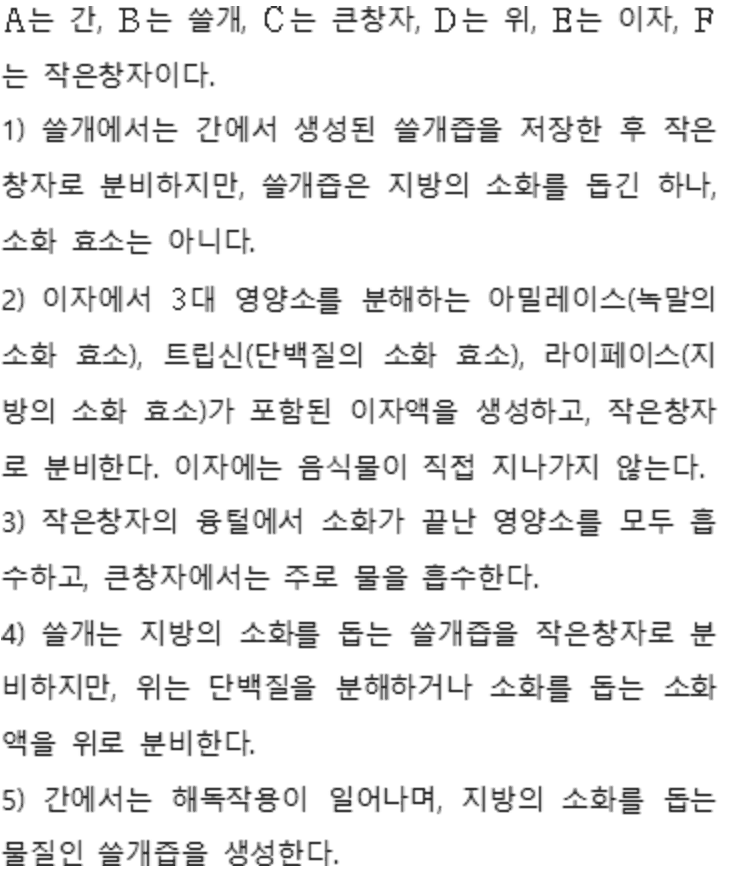 A는 간, B는 쓸개, C는 큰창자, D는 위, E는 이자, F
는 작은창자이다.
1) 쓸개에서는 간에서 생성된 쓸개즙을 저장한 후 작은
창자로 분비하지만, 쓸개즙은 지방의 소화를 돕긴 하나,
소화 효소는 아니다.
2) 이자에서 3대 영양소를 분해하는 아밀레이스(녹말의
소화 효소), 트립신(단백질의 소화 효소), 라이페이스(지
방의 소화 효소)가 포함된 이자액을 생성하고, 작은창자
로 분비한다. 이자에는 음식물이 직접 지나가지 않는다.
3) 작은창자의 융털에서 소화가 끝난 영양소를 모두 흡
수하고, 큰창자에서는 주로 물을 흡수한다.
4) 쓸개는 지방의 소화를 돕는 쓸개즙을 작은창자로 분
비하지만, 위는 단백질을 분해하거나 소화를 돕는 소화
액을 위로 분비한다.
5) 간에서는 해독작용이 일어나며, 지방의 소화를 돕는
물질인 쓸개즙을 생성한다.